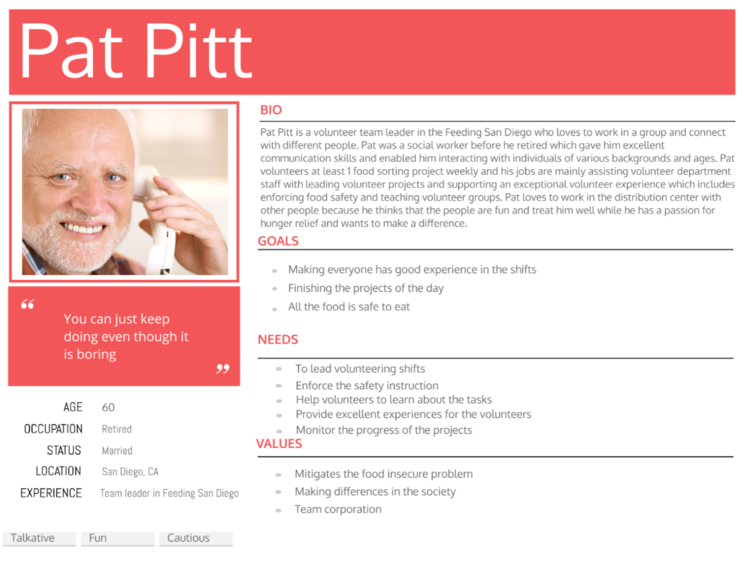 Pat Pitt
BIO
Pat Pitt is a volunteer team leader in the Feeding San Diego who loves to work in a group and connect
with different people. Pat was a social worker before he retired which gave him excellent
communication skills and enabled him interacting with individuals of various backgrounds and ages. Pat
volunteers at least 1 food sorting project weekly and his jobs are mainly assisting volunteer department
staff with leading volunteer projects and supporting an exceptional volunteer experience which includes
enforcing food safety and teaching volunteer groups. Pat loves to work in the distribution center with
other people because he thinks that the people are fun and treat him well while he has a passion for
hunger relief and wants to make a difference.
GOALS
Making everyone has good experience in the shifts
Finishing the projects of the day
All the food is safe to eat
“
You can just keep
doing even though it
is boring
”
NEEDS
To lead volunteering shifts
Enforce the safety instruction
Help volunteers to learn about the tasks
Provide excellent experiences for the volunteers
Monitor the progress of the projects
VALUES
Mitigates the food insecure problem
Making differences in the society
Team corporation
AGE 60
OCCUPATION Retired
STATUS Married
LOCATION San Diego, CA
EXPERIENCE Team leader in Feeding San Diego
Talkative Fun Cautious